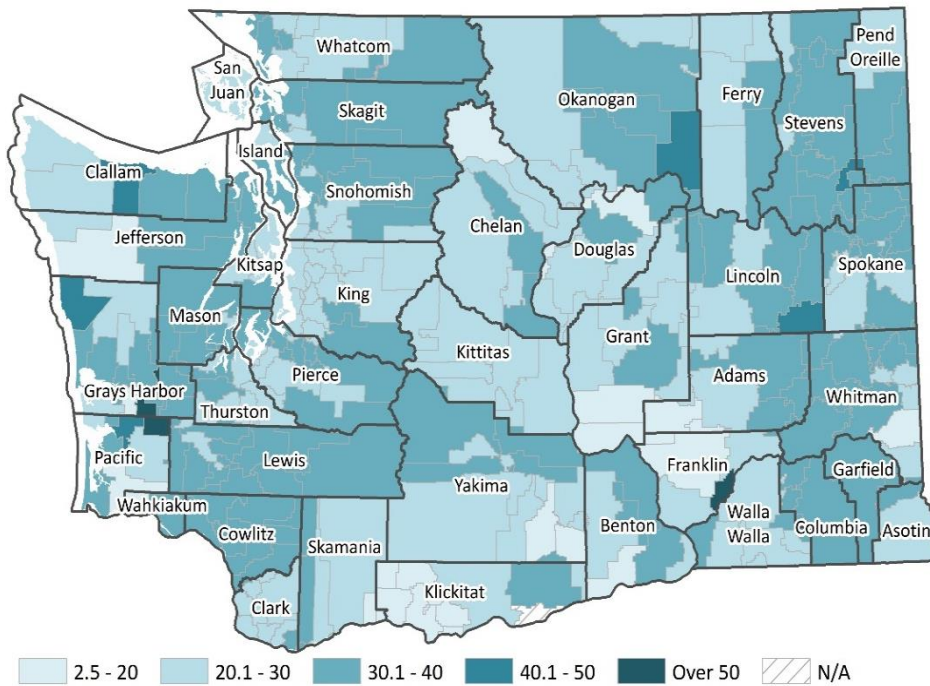 Whatcom
Pend
Oreille
San
Juan
Okanogan
Ferry
Skagit
Stevens
Island
Clallam
Snohomish
Chelan
Jefferson
Douglas
Kitsap
Lincoln
Spokane
King
Mason
Grant
Kittitas
Pierce
Adams
Grays Harbor
Whitman
Thurston
Pacific
Lewis
Franklin
Garfield
Yakima
Wahkiakum
Walla
Walla
Benton
Columbia
Asotin
Cowlitz
Skamania
Klickitat
Clark
2.5 - 20
20.1 - 30
30.1 - 40
40.1 - 50
Over 50
N/A